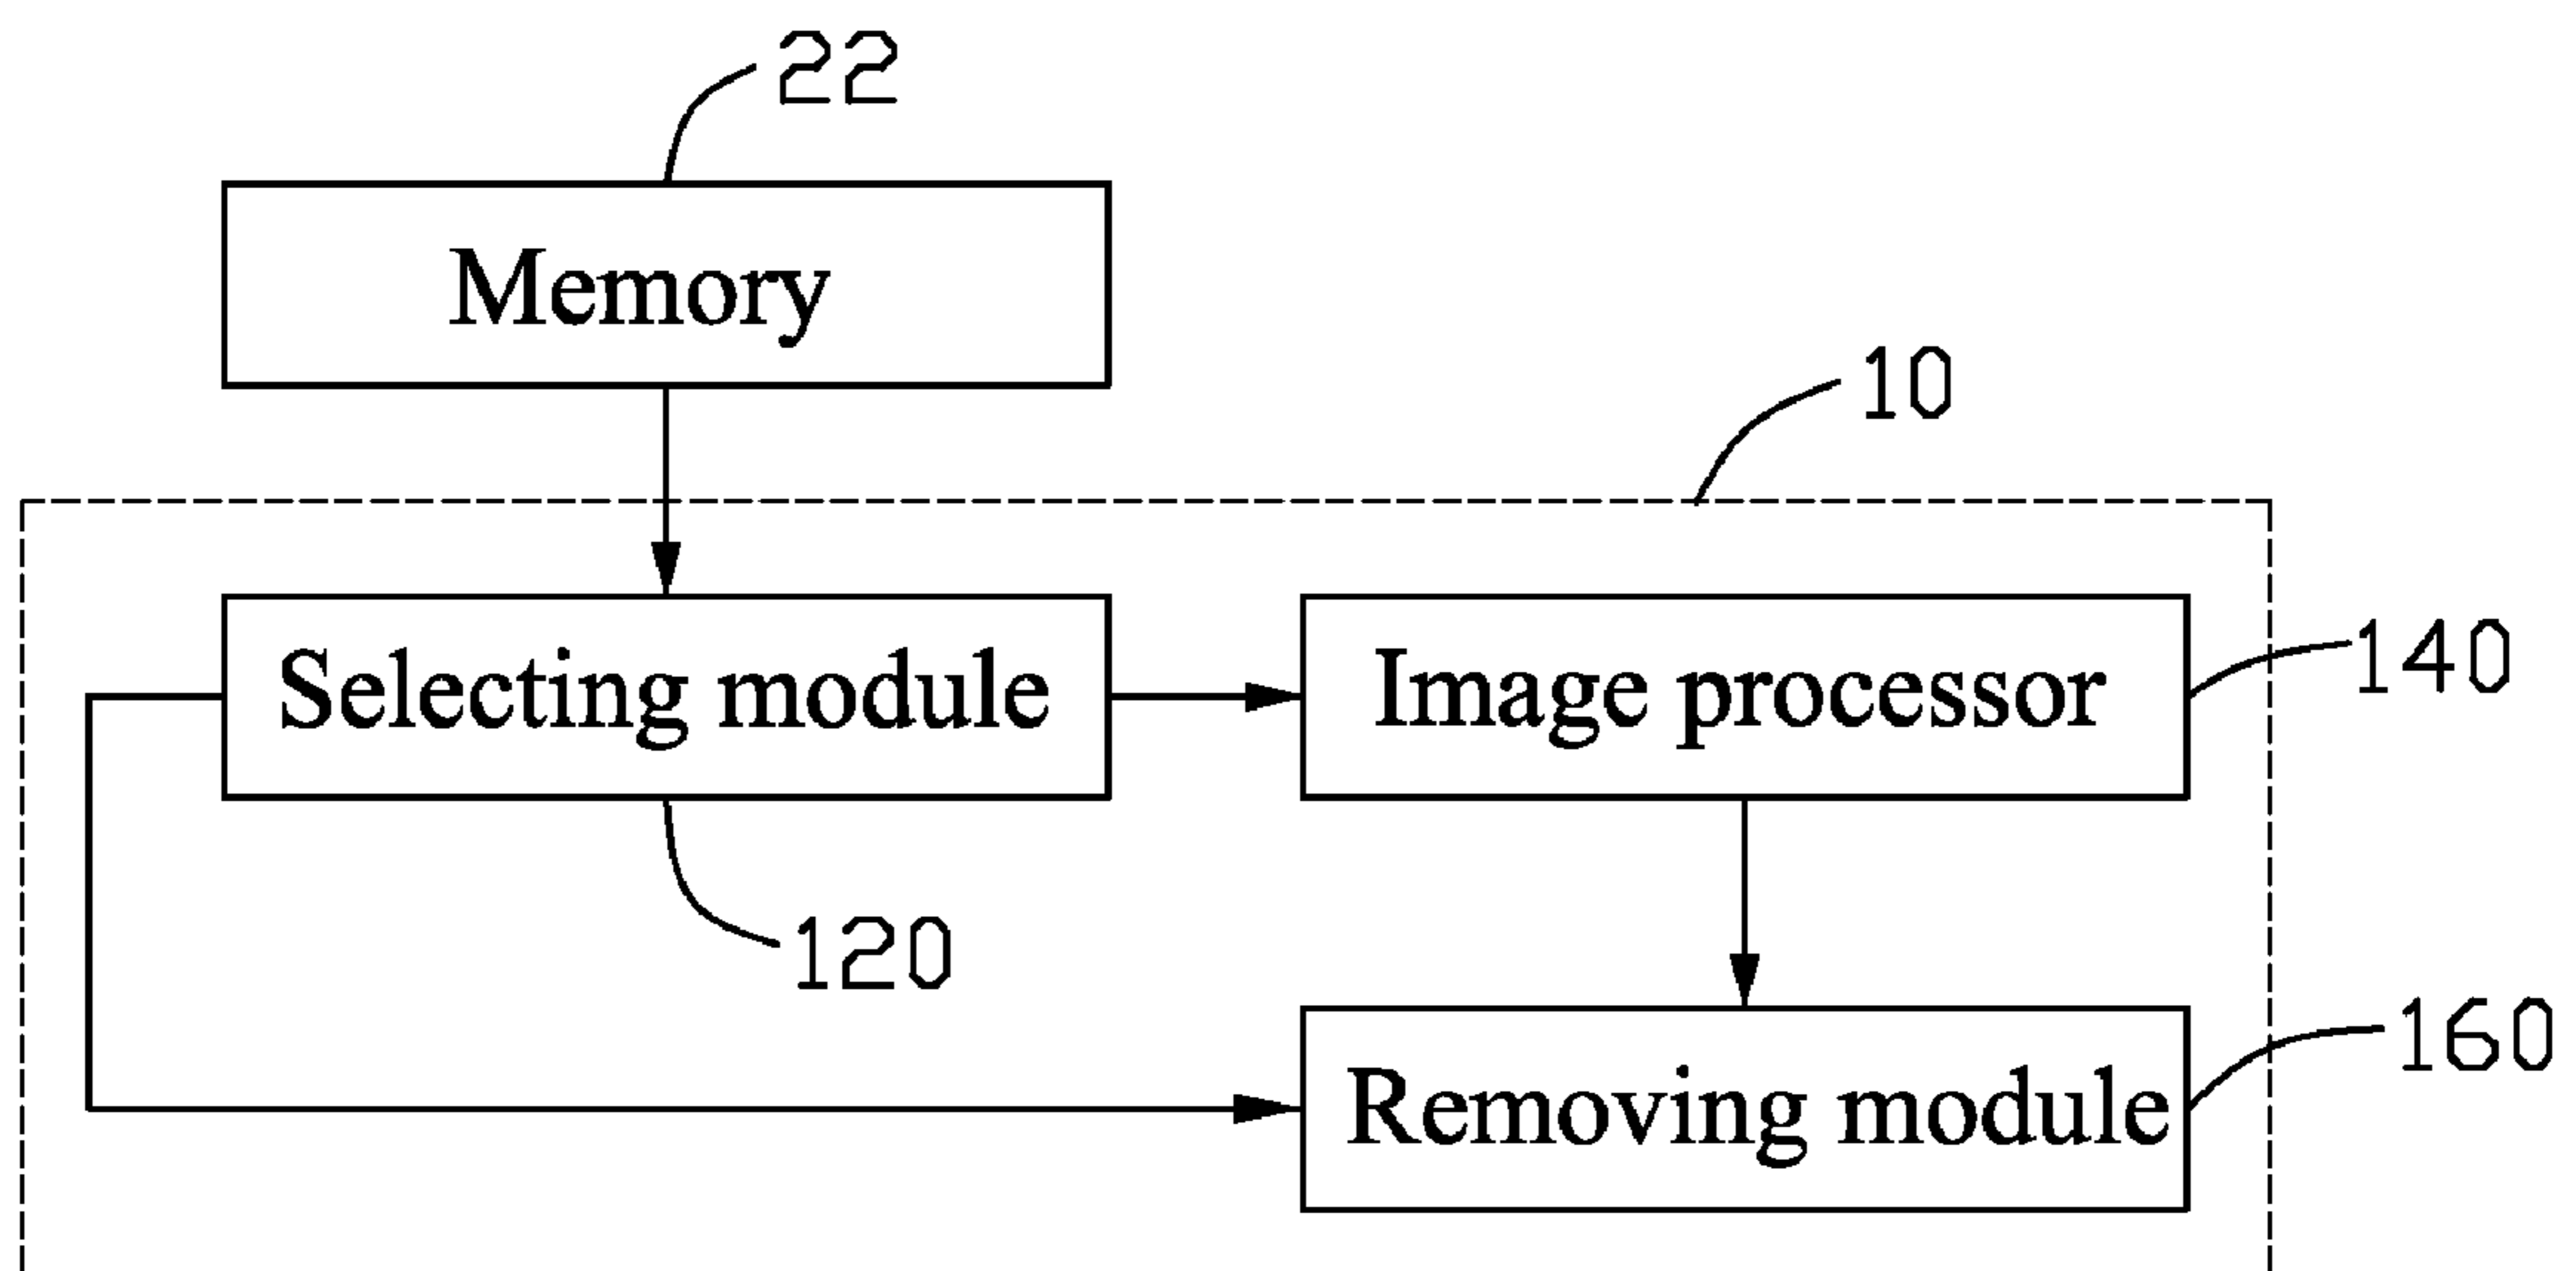 22
Memory
10
Selecting module
Image processor
140
120
Removing module
160